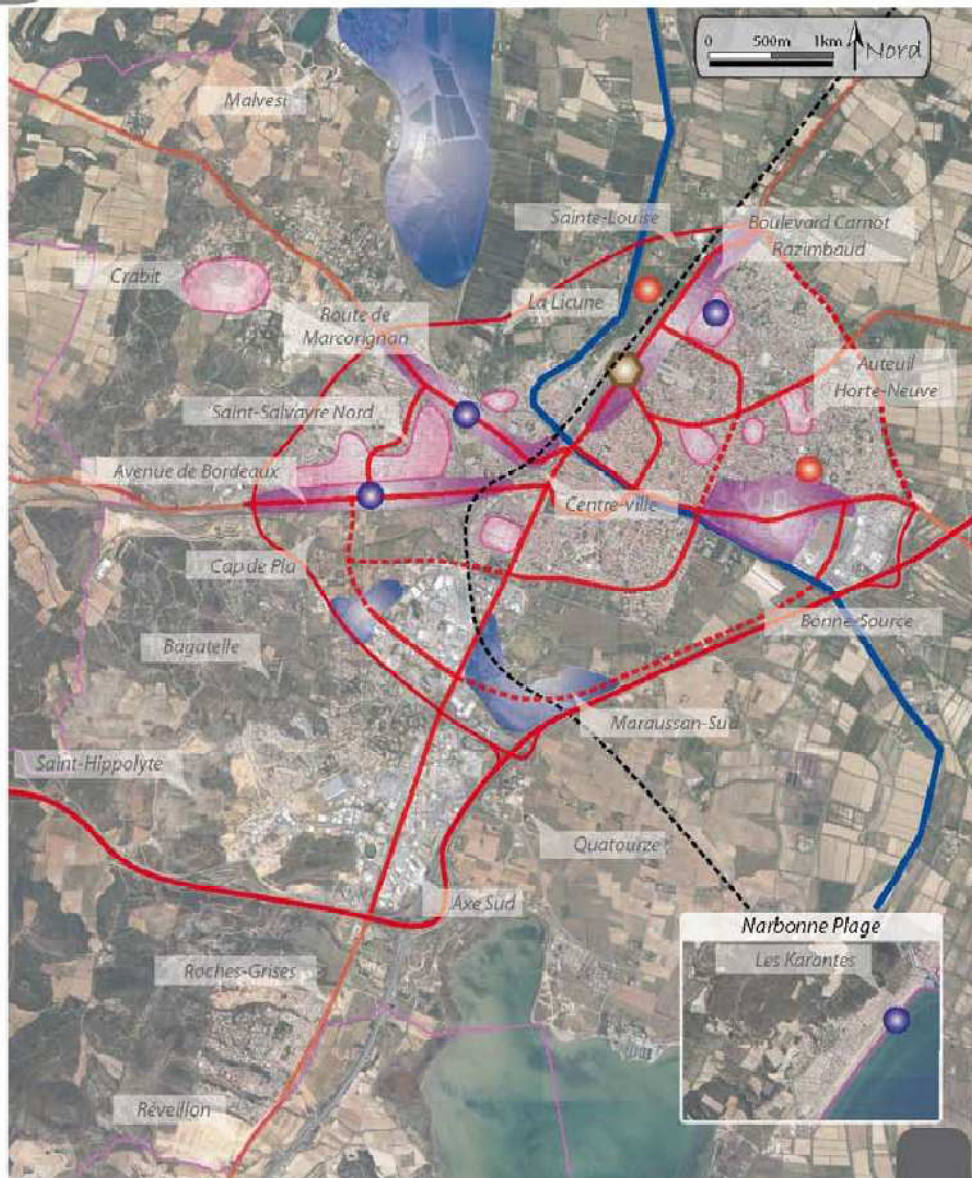 0 500m 1km Nord
Malvesi
Sainte-Louise
Boulevard Carnot
Razimbaud
Crabit
La Licune
Route de
Marcorignan
Auteuil
Horte-Neuve
Saint-Salvayre Nord
Avenue de Bordeaux
Centre-ville
Cap de Pla
Bonne-Source
Bagatelle
Maraussan-Sud
Saint-Hippolyte
Quatourze
Axe Sud
Narbonne Plage
Les Karantes
Roches-Grises
Réveillon